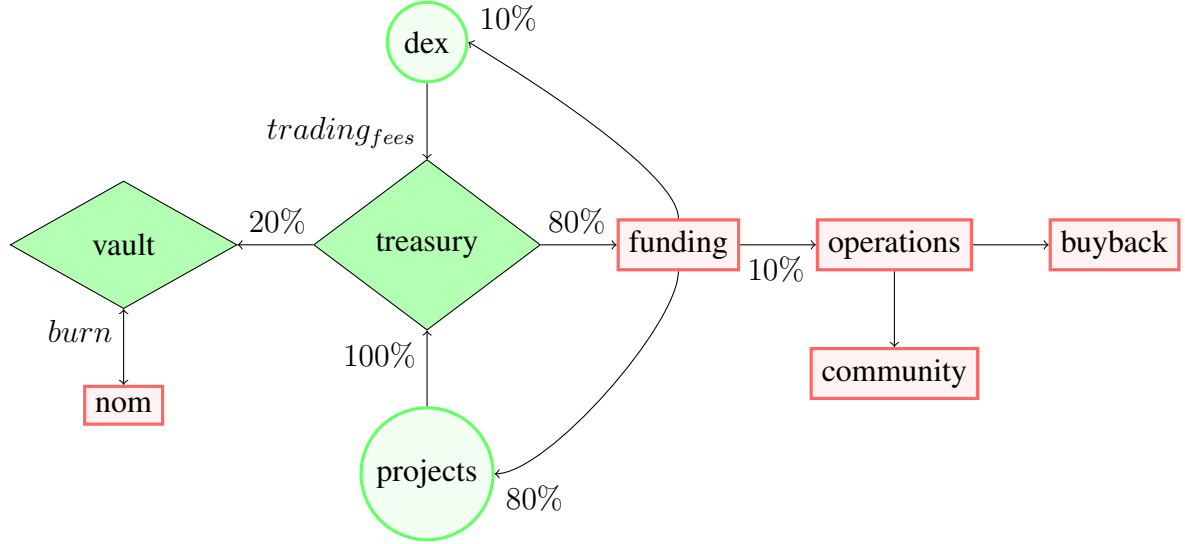 10%
dex
trading_fees
20%
80%
vault
treasury
funding
operations
buyback
10%
burn
100%
community
nom
projects
80%